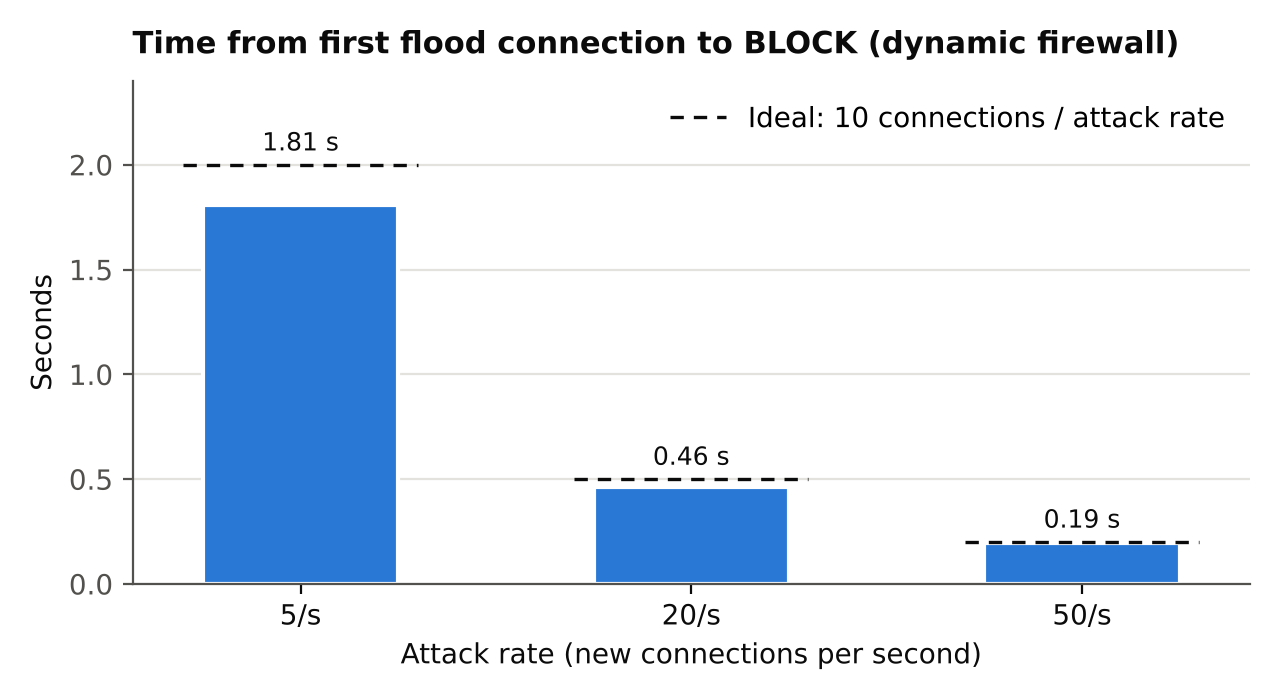 Time from first flood connection to BLOCK (dynamic firewall)
Ideal: 10 connections / attack rate
1.81 s
0.46 s
0.19 s
Seconds
2.0
1.5
1.0
0.5
0.0
5/s
20/s
50/s
Attack rate (new connections per second)